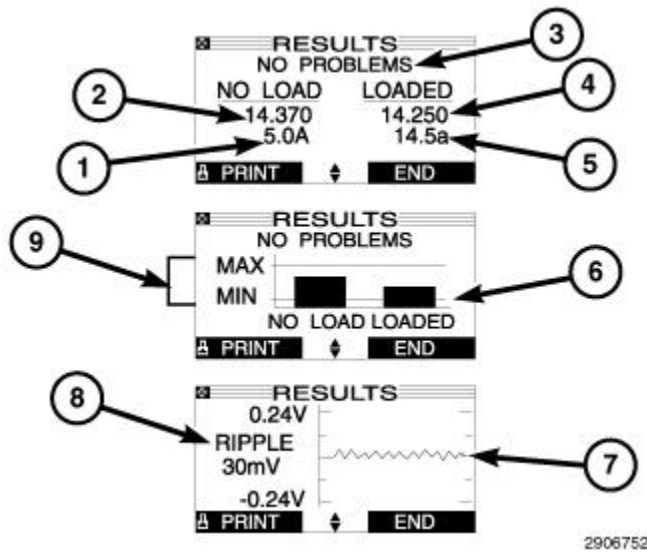 3
RESULTS
NO PROBLEMS
NO LOAD LOADED
2 14.370 14.250 4
1 5.0A 14.5a 5
PRINT END
RESULTS
NO PROBLEMS
9 MAX
MIN 6
NO LOAD LOADED
PRINT END
RESULTS
8 0.24V
RIPPLE
30mV 7
-0.24V
PRINT END
2906752